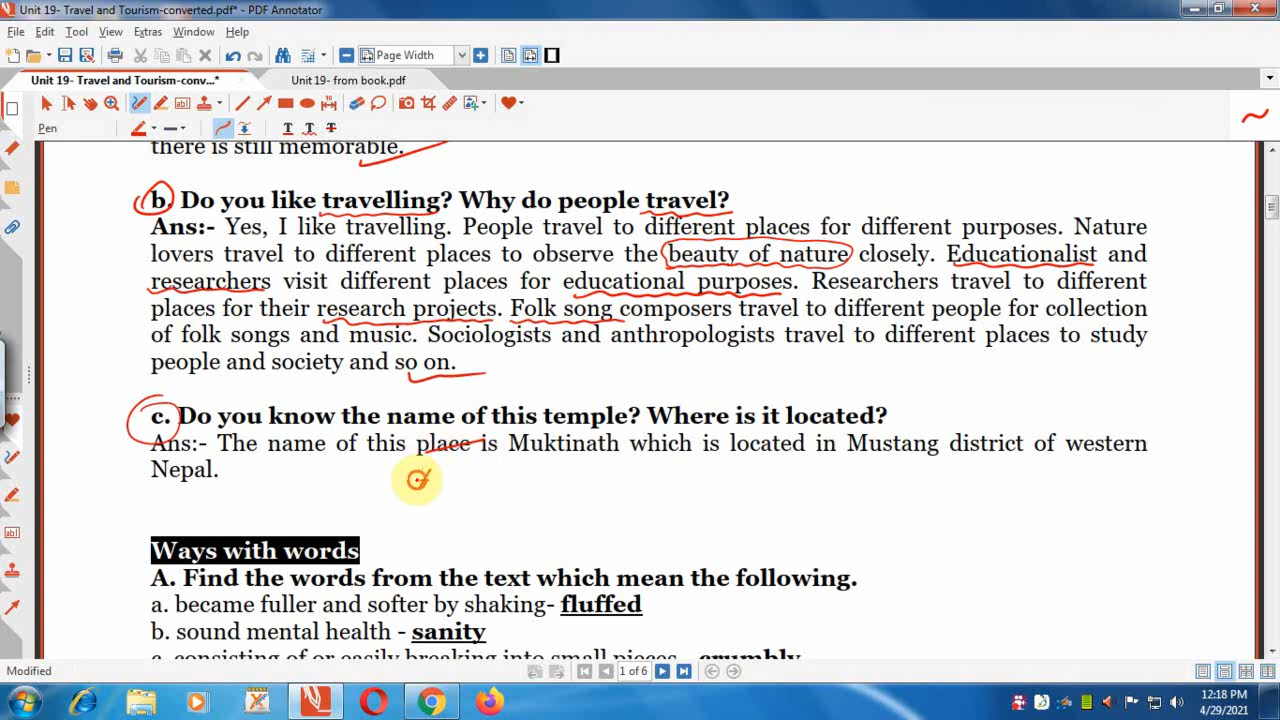 Unit 19- Travel and Tourism-converted.pdf* - PDF Annotator
File Edit Tool View Extras Window Help
Page Width
Unit 19- Travel and Tourism-conv...* Unit 19- from book.pdf
Pen
there is still memorable.
b. Do you like travelling? Why do people travel?
Ans:- Yes, I like travelling. People travel to different places for different purposes. Nature
lovers travel to different places to observe the beauty of nature closely. Educationalist and
researchers visit different places for educational purposes. Researchers travel to different
places for their research projects. Folk song composers travel to different people for collection
of folk songs and music. Sociologists and anthropologists travel to different places to study
people and society and so on.
c. Do you know the name of this temple? Where is it located?
Ans:- The name of this place is Muktinath which is located in Mustang district of western
Nepal.
Ways with words
A. Find the words from the text which mean the following.
a. became fuller and softer by shaking- fluffed
b. sound mental health - sanity
c. consisting of or easily breaking into small pieces - crumbly
Modified 1 of 6
12:18 PM
4/29/2021